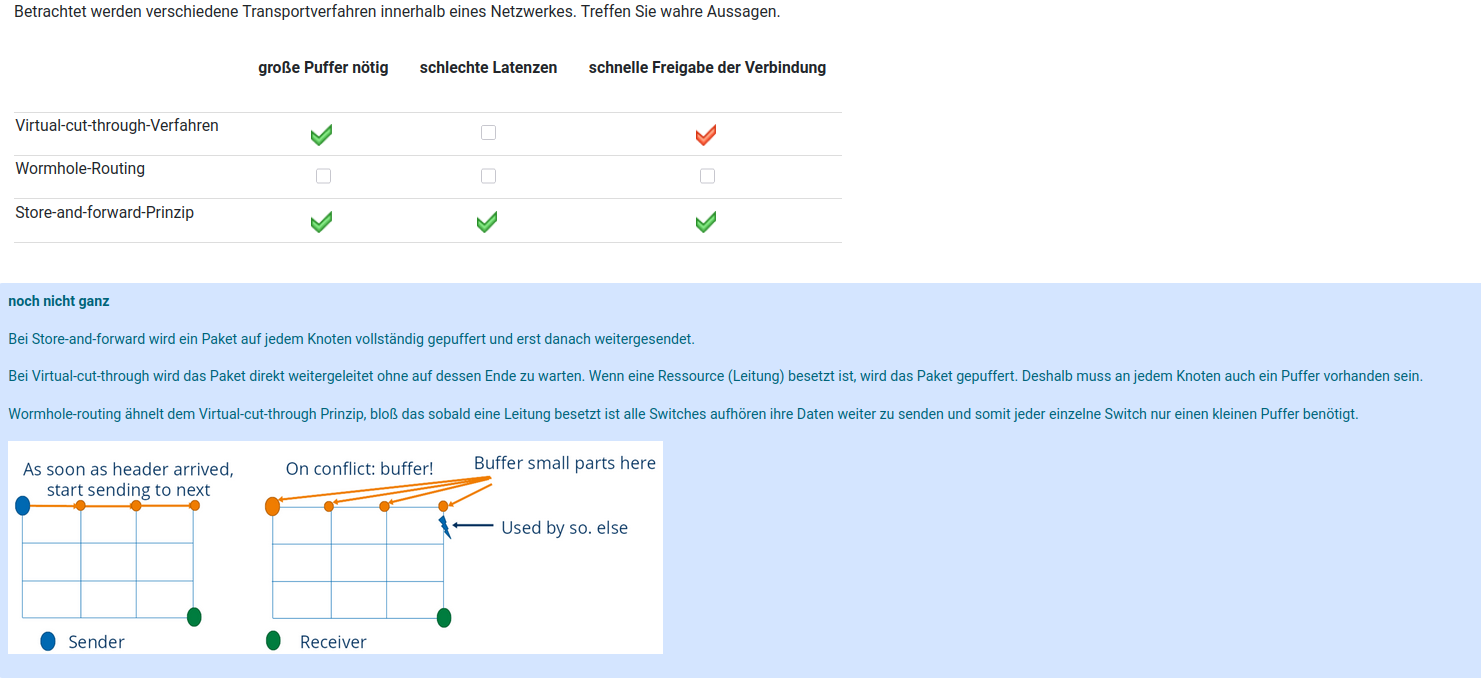 Betrachtet werden verschiedene Transportverfahren innerhalb eines Netzwerkes. Treffen Sie wahre Aussagen.
große Puffer nötig schlechte Latenzen schnelle Freigabe der Verbindung
Virtual-cut-through-Verfahren
Wormhole-Routing
Store-and-forward-Prinzip
noch nicht ganz
Bei Store-and-forward wird ein Paket auf jedem Knoten vollständig gepuffert und erst danach weitergesendet.
Bei Virtual-cut-through wird das Paket direkt weitergeleitet ohne auf dessen Ende zu warten. Wenn eine Ressource (Leitung) besetzt ist, wird das Paket gepuffert. Deshalb muss an jedem Knoten auch ein Puffer vorhanden sein.
Wormhole-routing ähnelt dem Virtual-cut-through Prinzip, bloß das sobald eine Leitung besetzt ist alle Switches aufhören ihre Daten weiter zu senden und somit jeder einzelne Switch nur einen kleinen Puffer benötigt.
As soon as header arrived,
start sending to next
On conflict: buffer!
Buffer small parts here
Used by so. else
Sender
Receiver